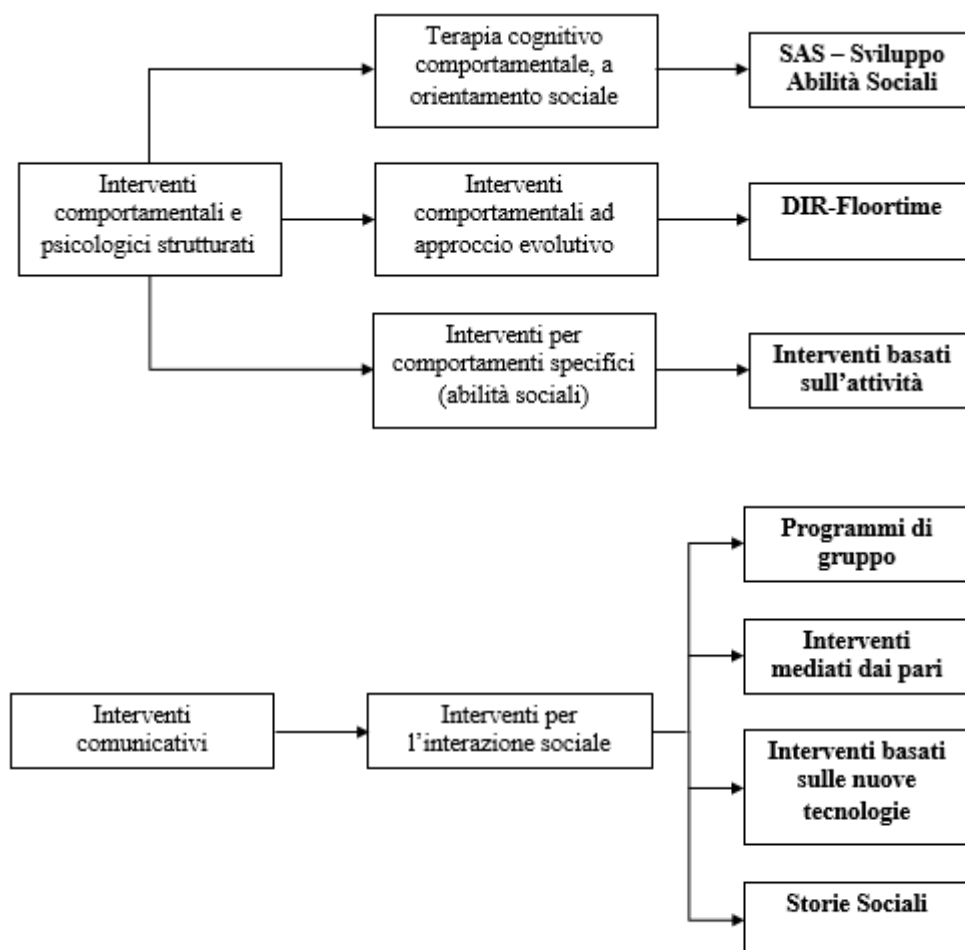 Terapia cognitivo
comportamentale, a
orientamento sociale
SAS – Sviluppo
Abilità Sociali
Interventi
comportamentali e
psicologici strutturati
Interventi
comportamentali ad
approccio evolutivo
DIR-Floortime
Interventi per
comportamenti specifici
(abilità sociali)
Interventi basati
sull’attività
Programmi di
gruppo
Interventi
mediati dai pari
Interventi
comunicativi
Interventi per
l’interazione sociale
Interventi basati
sulle nuove
tecnologie
Storie Sociali